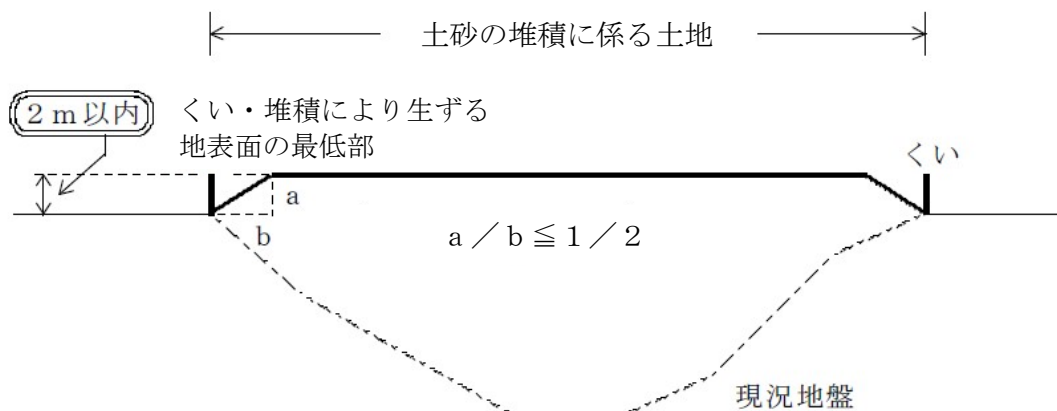 土砂の堆積に係る土地
２ｍ以内
くい・堆積により生ずる
地表面の最低部
くい
a
b
a／b≦１／２
現況地盤